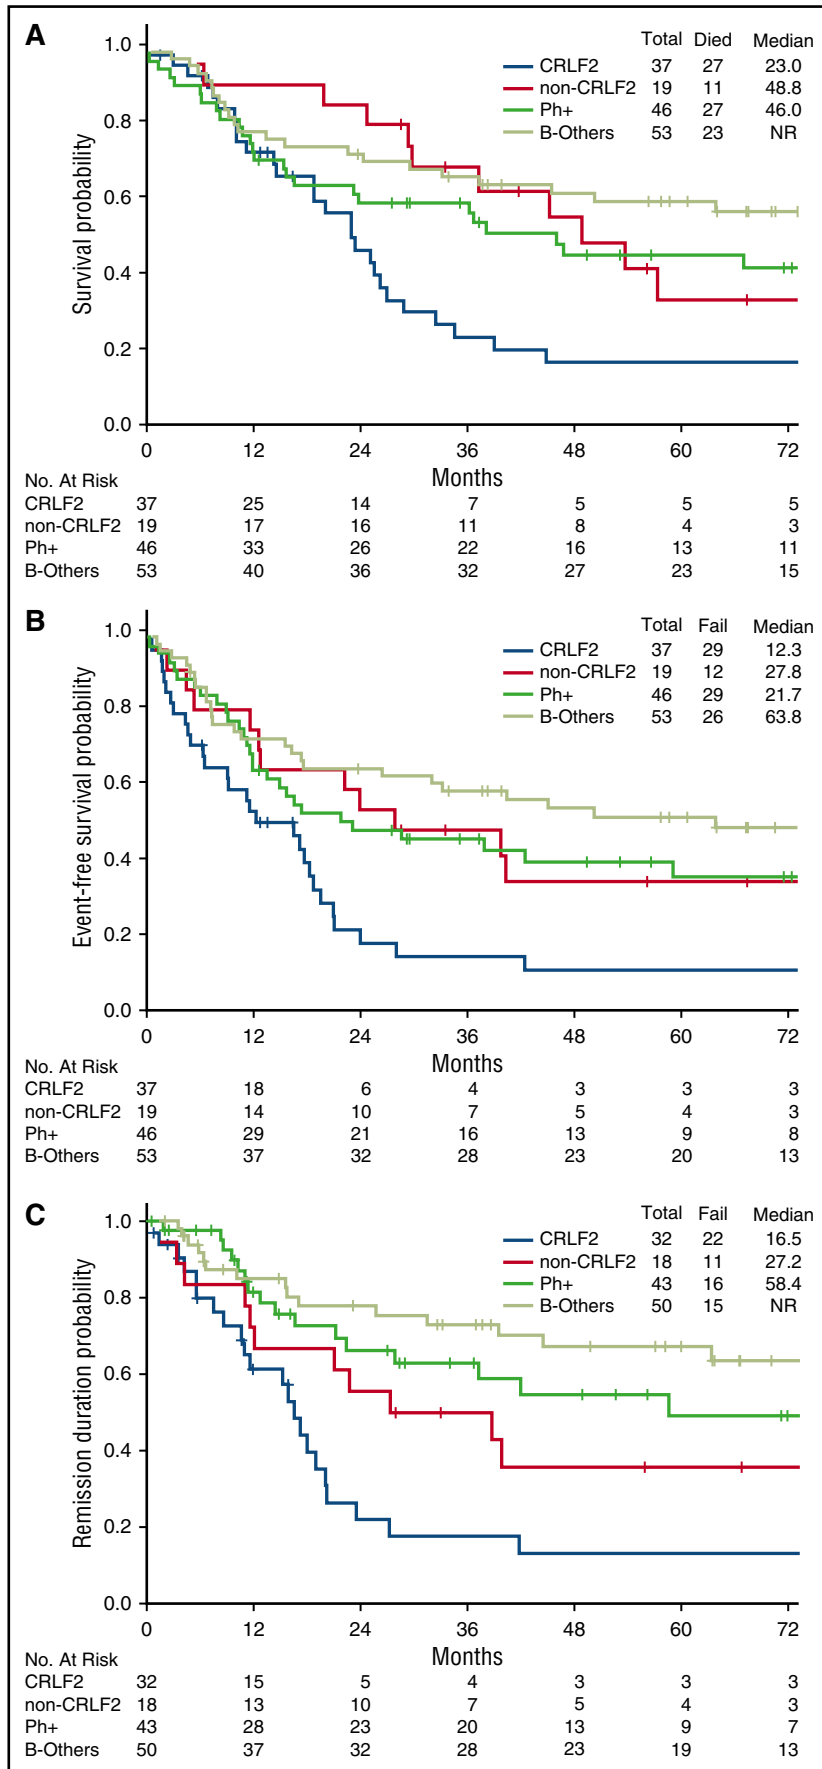 A
Total Died Median
CRLF2 37 27 23.0
non-CRLF2 19 11 48.8
Ph+ 46 27 46.0
B-Others 53 23 NR
Survival probability
1.0
0.8
0.6
0.4
0.2
0.0
0 12 24 36 48 60 72
Months
No. At Risk
CRLF2 37 25 14 7 5 5 5
non-CRLF2 19 17 16 11 8 4 3
Ph+ 46 33 26 22 16 13 11
B-Others 53 40 36 32 27 23 15
B
Total Fail Median
CRLF2 37 29 12.3
non-CRLF2 19 12 27.8
Ph+ 46 29 21.7
B-Others 53 26 63.8
Event-free survival probability
1.0
0.8
0.6
0.4
0.2
0.0
0 12 24 36 48 60 72
Months
No. At Risk
CRLF2 37 18 6 4 3 3 3
non-CRLF2 19 14 10 7 5 4 3
Ph+ 46 29 21 16 13 9 8
B-Others 53 37 32 28 23 20 13
C
Total Fail Median
CRLF2 32 22 16.5
non-CRLF2 18 11 27.2
Ph+ 43 16 58.4
B-Others 50 15 NR
Remission duration probability
1.0
0.8
0.6
0.4
0.2
0.0
0 12 24 36 48 60 72
Months
No. At Risk
CRLF2 32 15 5 4 3 3 3
non-CRLF2 18 13 10 7 5 4 3
Ph+ 43 28 23 20 13 9 7
B-Others 50 37 32 28 23 19 13